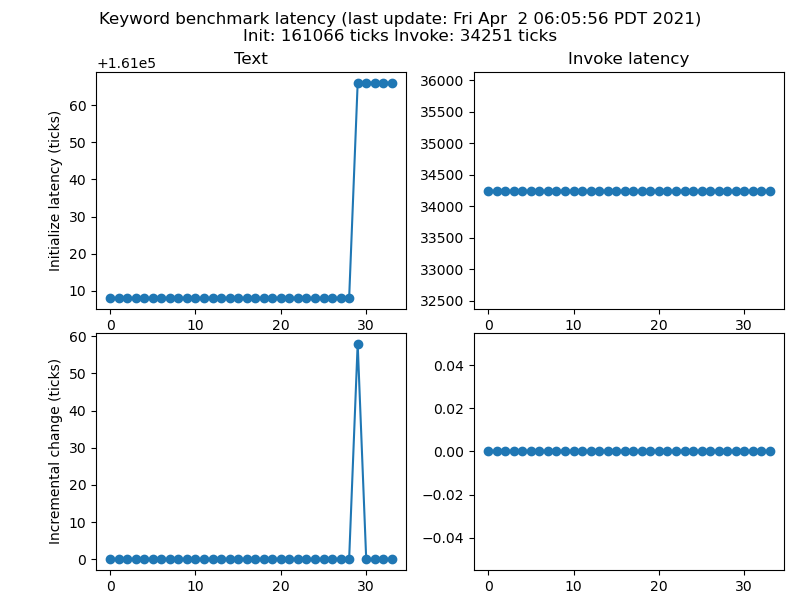 Keyword benchmark latency (last update: Fri Apr  2 06:05:56 PDT 2021)
Init: 161066 ticks Invoke: 34251 ticks
Text
Invoke latency
+1.61e5
Initialize latency (ticks)
60
50
40
30
20
10
0 10 20 30
36000
35500
35000
34500
34000
33500
33000
32500
0 10 20 30
Incremental change (ticks)
60
50
40
30
20
10
0
0 10 20 30
0.04
0.02
0.00
−0.02
−0.04
0 10 20 30